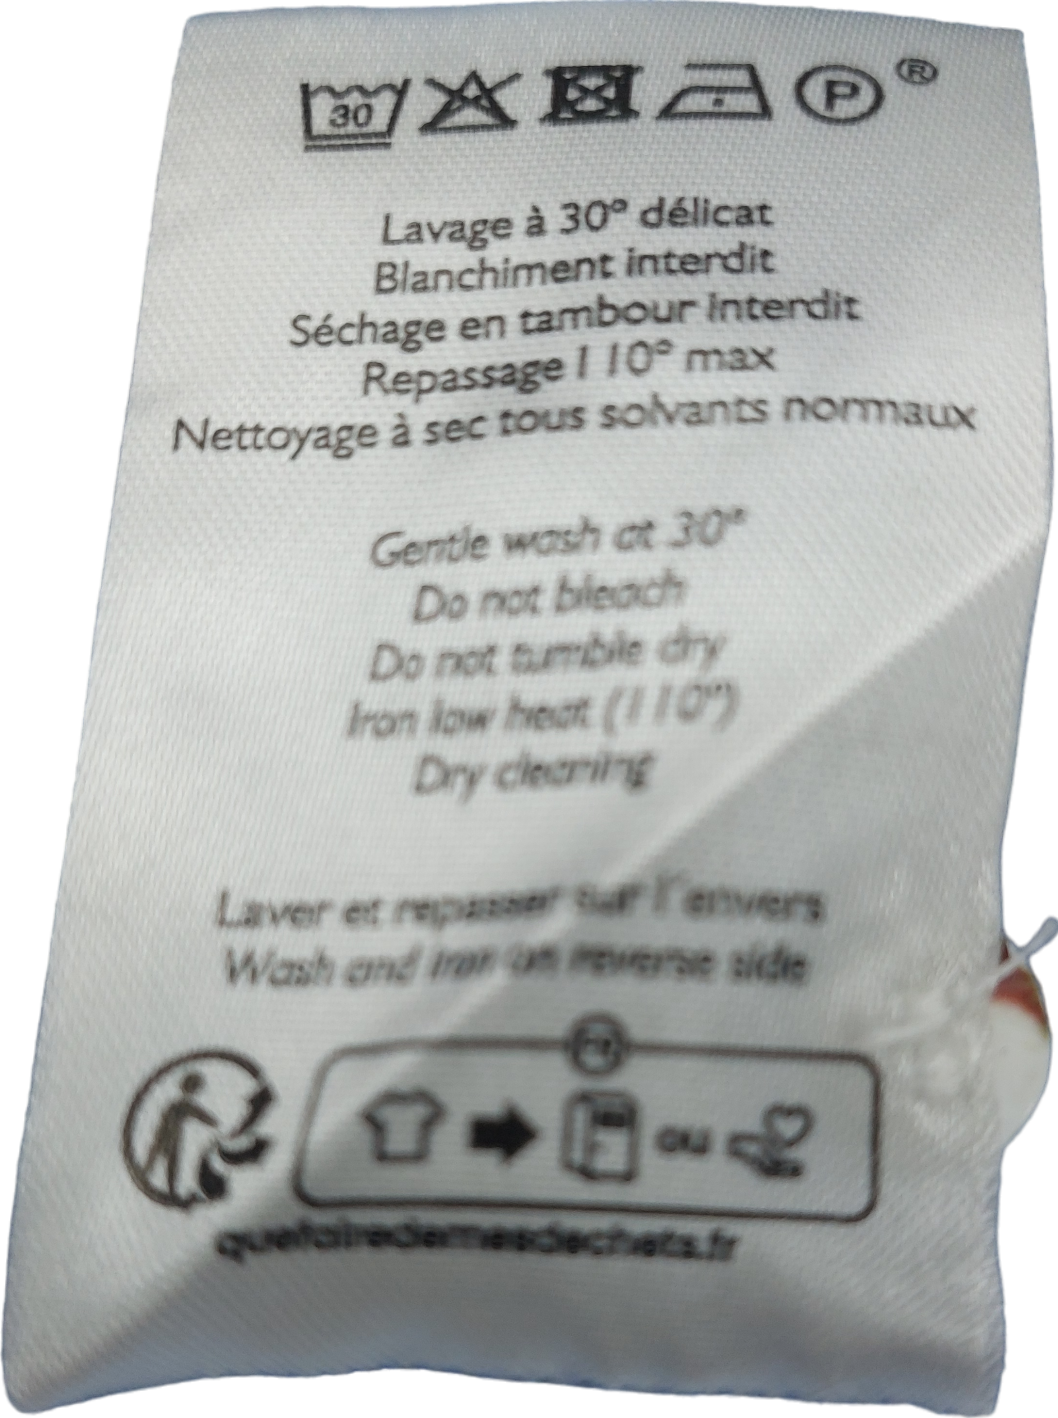 30 P ®
Lavage à 30° délicat
Blanchiment interdit
Séchage en tambour interdit
Repassage 110° max
Nettoyage à sec tous solvants normaux
Gentle wash at 30°
Do not bleach
Do not tumble dry
Iron low heat (110°)
Dry cleaning
Laver et repasser sur l'envers
Wash and iron on reverse side
FR
ou
quefairedemesdechets.fr